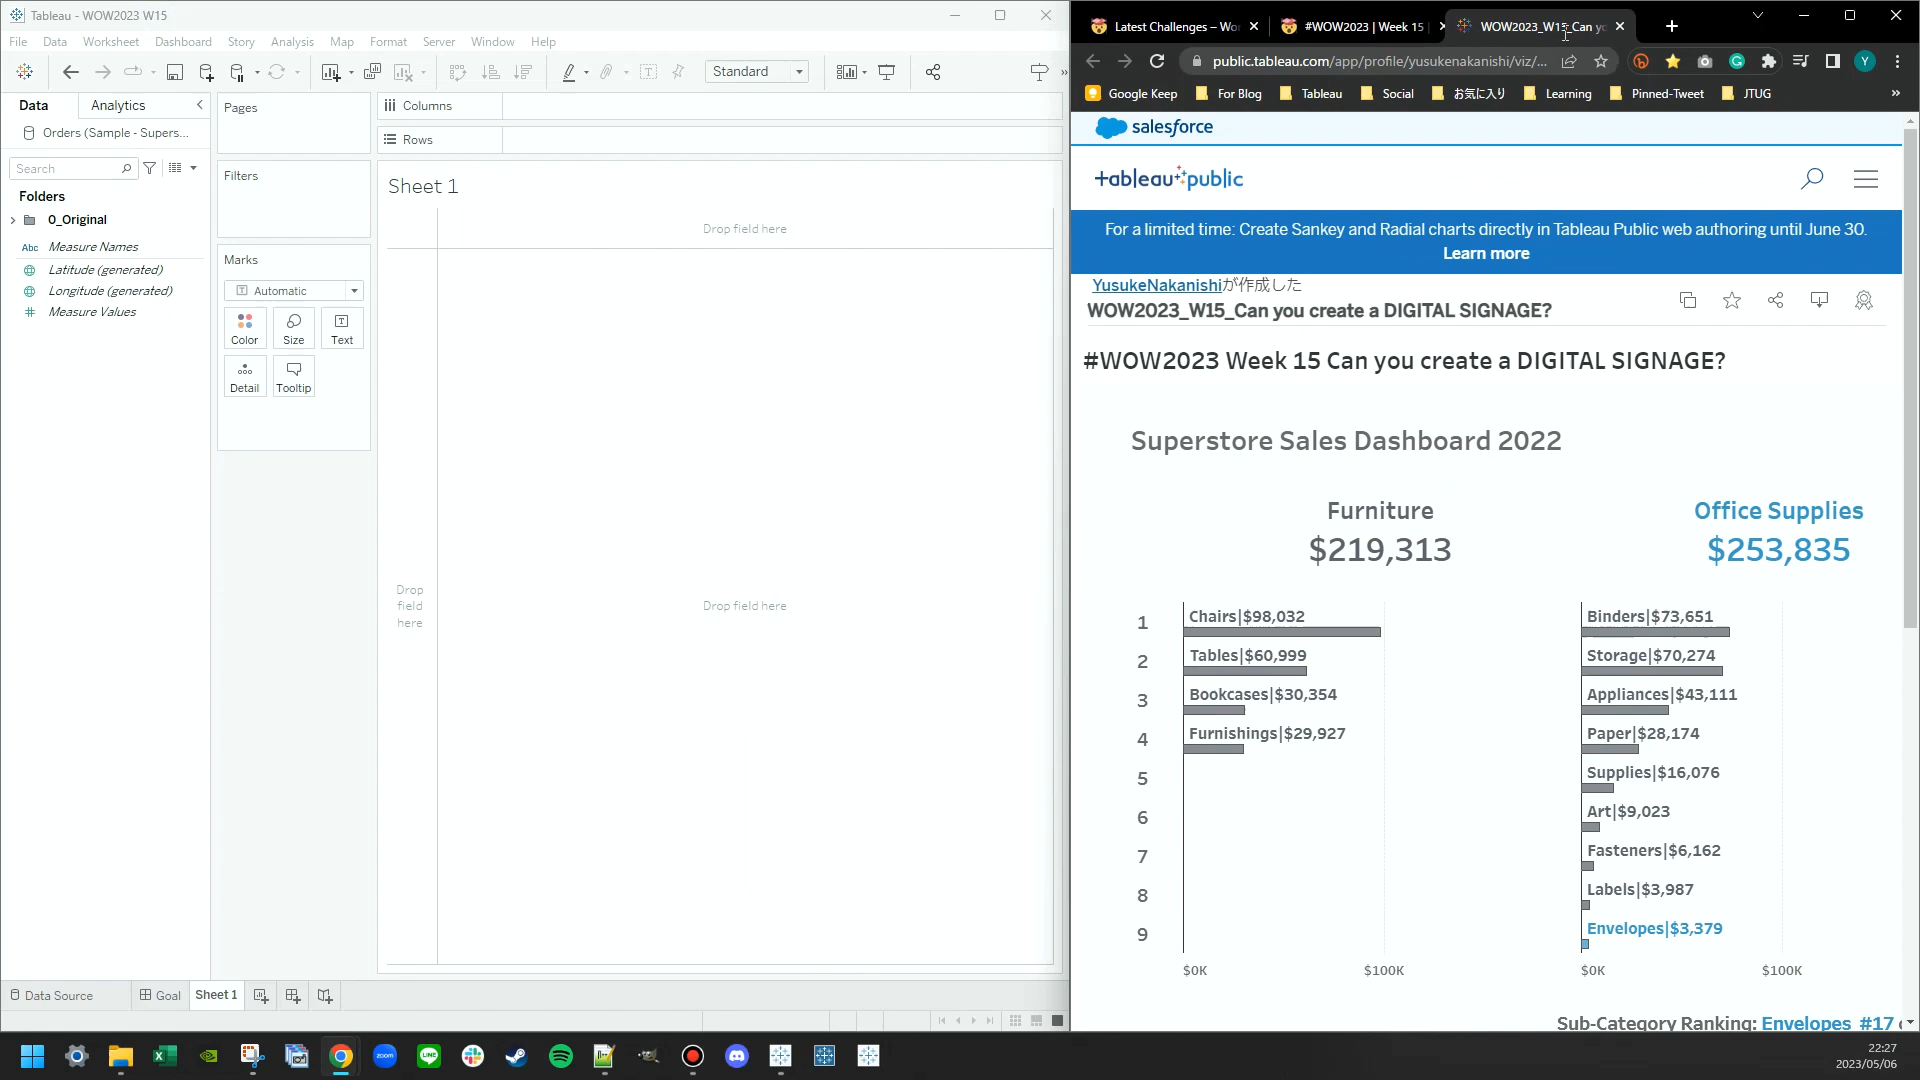 Tableau - WOW2023 W15
File Data Worksheet Dashboard Story Analysis Map Format Server Window Help
Standard
Data Analytics
Orders (Sample - Supers...
Search
Folders
0_Original
Abc Measure Names
Latitude (generated)
Longitude (generated)
Measure Values
Pages
Filters
Marks
Automatic
Color Size Text
Detail Tooltip
Columns
Rows
Sheet 1
Drop field here
Drop
field
here
Drop field here
Data Source Goal Sheet 1
Latest Challenges – Wo
#WOW2023 | Week 15 |
WOW2023_W15_Can yo
public.tableau.com/app/profile/yusukenakanishi/viz/...
Y
Google Keep For Blog Tableau Social お気に入り Learning Pinned-Tweet JTUG
salesforce
+ableau public
For a limited time: Create Sankey and Radial charts directly in Tableau Public web authoring until June 30.
Learn more
YusukeNakanishiが作成した
WOW2023_W15_Can you create a DIGITAL SIGNAGE?
#WOW2023 Week 15 Can you create a DIGITAL SIGNAGE?
Superstore Sales Dashboard 2022
Furniture
$219,313
Office Supplies
$253,835
1 Chairs|$98,032 Binders|$73,651
2 Tables|$60,999 Storage|$70,274
3 Bookcases|$30,354 Appliances|$43,111
4 Furnishings|$29,927 Paper|$28,174
5 Supplies|$16,076
6 Art|$9,023
7 Fasteners|$6,162
8 Labels|$3,987
9 Envelopes|$3,379
$0K $100K $0K $100K
Sub-Category Ranking: Envelopes #17
zoom
LINE
22:27
2023/05/06